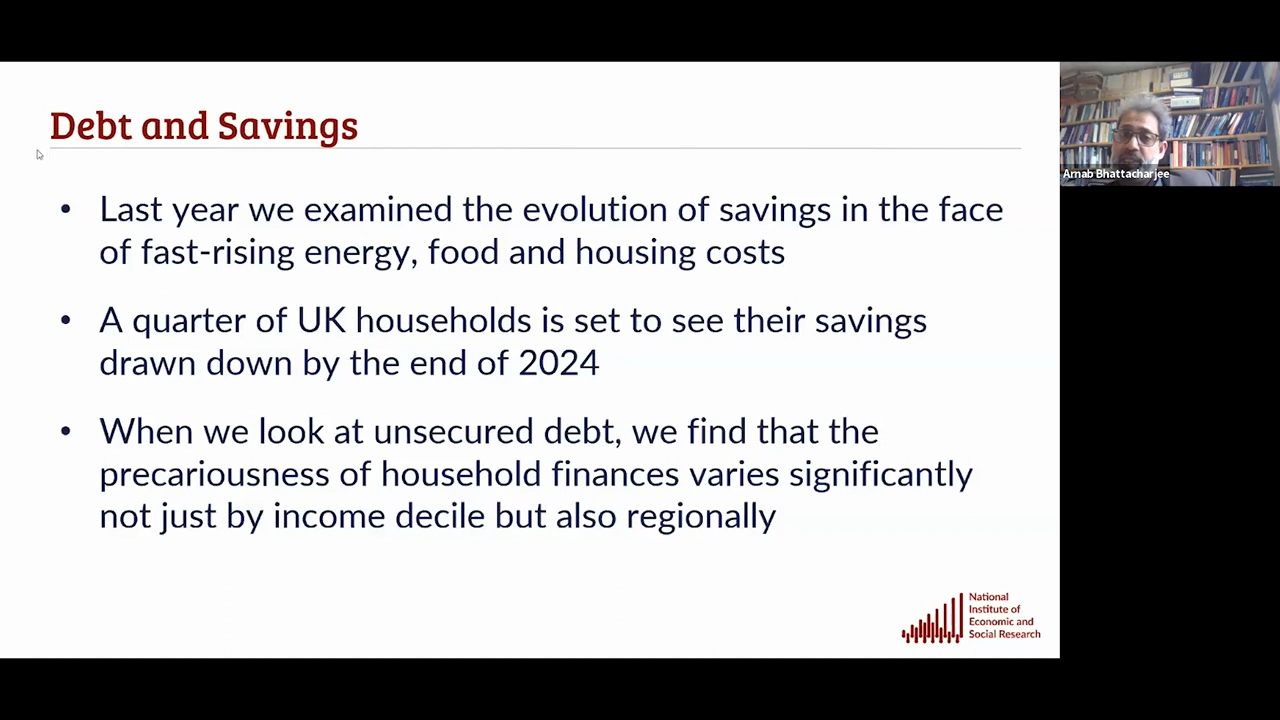 Debt and Savings
• Last year we examined the evolution of savings in the face
of fast-rising energy, food and housing costs
• A quarter of UK households is set to see their savings
drawn down by the end of 2024
• When we look at unsecured debt, we find that the
precariousness of household finances varies significantly
not just by income decile but also regionally
National
Institute of
Economic and
Social Research
Arnab Bhattacharjee